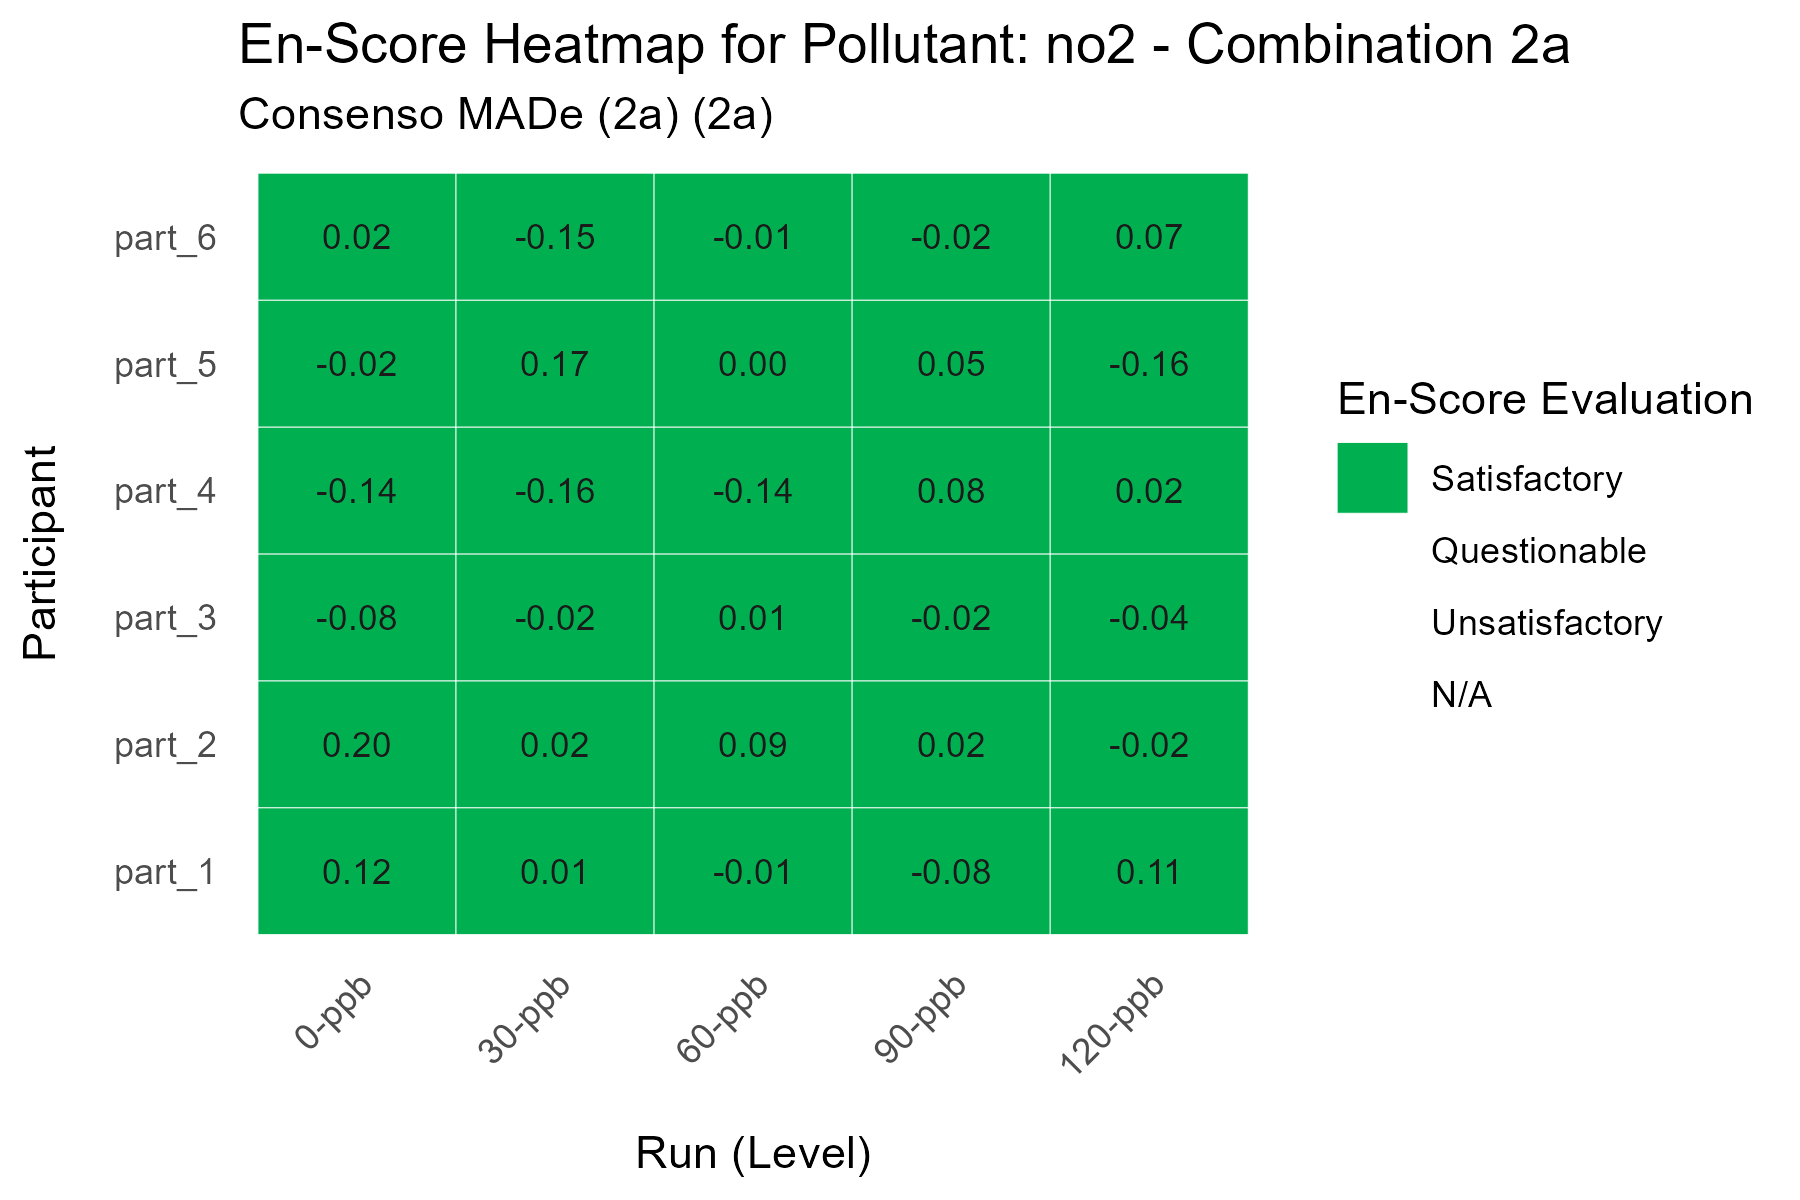 En-Score Heatmap for Pollutant: no2 - Combination 2a
Consenso MADe (2a) (2a)
Participant
part_6 0.02 -0.15 -0.01 -0.02 0.07
part_5 -0.02 0.17 0.00 0.05 -0.16
part_4 -0.14 -0.16 -0.14 0.08 0.02
part_3 -0.08 -0.02 0.01 -0.02 -0.04
part_2 0.20 0.02 0.09 0.02 -0.02
part_1 0.12 0.01 -0.01 -0.08 0.11
0-ppb 30-ppb 60-ppb 90-ppb 120-ppb
Run (Level)
En-Score Evaluation
Satisfactory
Questionable
Unsatisfactory
N/A